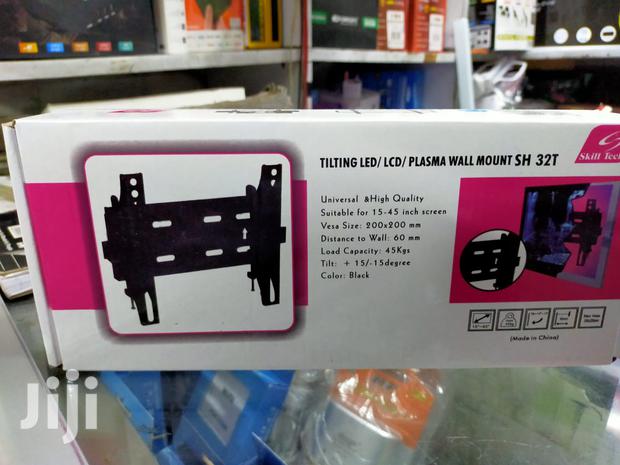 TILTING LED/ LCD/ PLASMA WALL MOUNT SH 32T
Skill Tech
Universal &High Quality
Suitable for 15-45 inch screen
Vesa Size: 200x200 mm
Distance to Wall: 60 mm
Load Capacity: 45Kgs
Tilt: + 15/-15degree
Color: Black
(Made in China)
Jiji